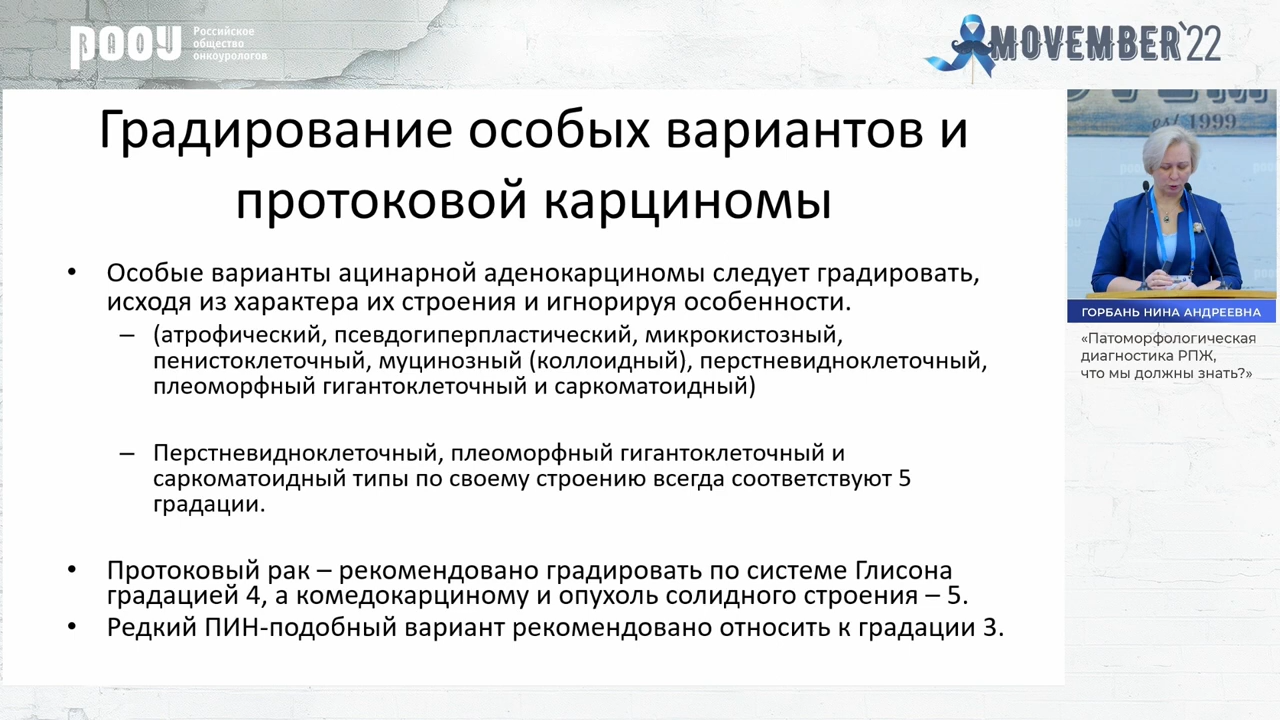 РООУ
RAOU
Российское
общество
онкоурологов
MOVEMBER`22
Градирование особых вариантов и
протоковой карциномы
• Особые варианты ацинарной аденокарциномы следует градировать,
исходя из характера их строения и игнорируя особенности.
– (атрофический, псевдогиперпластический, микрокистозный,
пенистоклеточный, муцинозный (коллоидный), перстневидноклеточный,
плеоморфный гигантоклеточный и саркоматоидный)
– Перстневидноклеточный, плеоморфный гигантоклеточный и
саркоматоидный типы по своему строению всегда соответствуют 5
градации.
• Протоковый рак – рекомендовано градировать по системе Глисона
градацией 4, а комедокарциному и опухоль солидного строения – 5.
• Редкий ПИН-подобный вариант рекомендовано относить к градации 3.
est 1999
ГОРБАНЬ НИНА АНДРЕЕВНА
«Патоморфологическая
диагностика РПЖ,
что мы должны знать?»